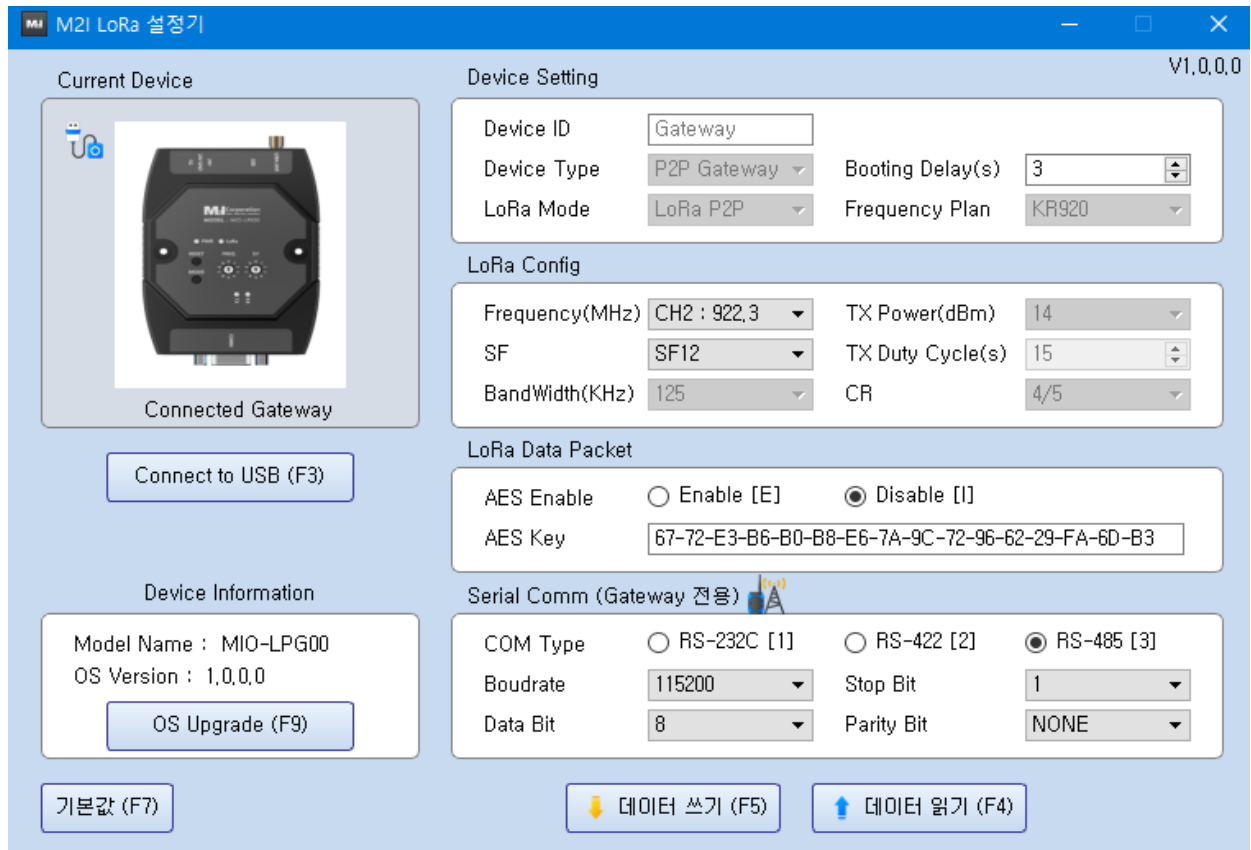 M2I LoRa 설정기
V1,0,0,0
Current Device
Connected Gateway
Connect to USB (F3)
Device Information
Model Name : MIO-LPG00
OS Version : 1,0,0,0
OS Upgrade (F9)
Device Setting
Device ID Gateway
Device Type P2P Gateway Booting Delay(s) 3
LoRa Mode LoRa P2P Frequency Plan KR920
LoRa Config
Frequency(MHz) CH2 : 922,3 TX Power(dBm) 14
SF SF12 TX Duty Cycle(s) 15
BandWidth(KHz) 125 CR 4/5
LoRa Data Packet
AES Enable Enable [E] Disable [I]
AES Key 67-72-E3-B6-B0-B8-E6-7A-9C-72-96-62-29-FA-6D-B3
Serial Comm (Gateway 전용)
COM Type RS-232C [1] RS-422 [2] RS-485 [3]
Boudrate 115200 Stop Bit 1
Data Bit 8 Parity Bit NONE
기본값 (F7) 데이터 쓰기 (F5) 데이터 읽기 (F4)